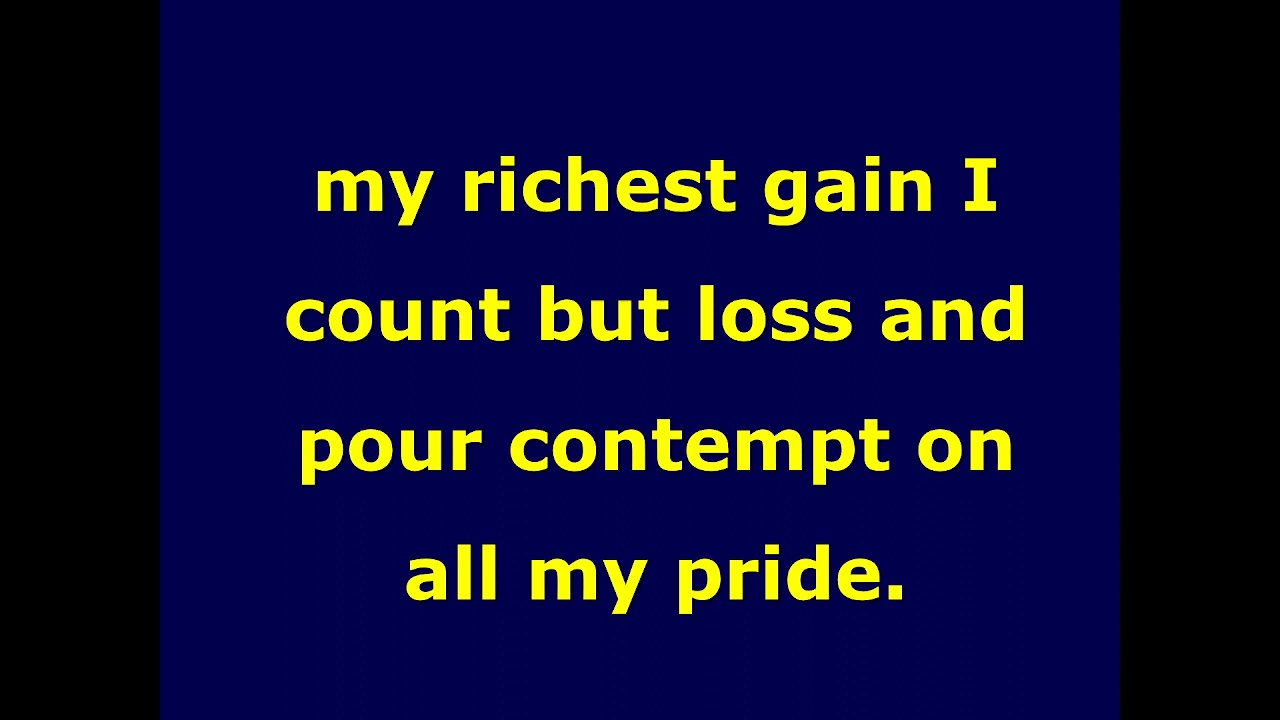 my richest gain I
count but loss and
pour contempt on
all my pride.